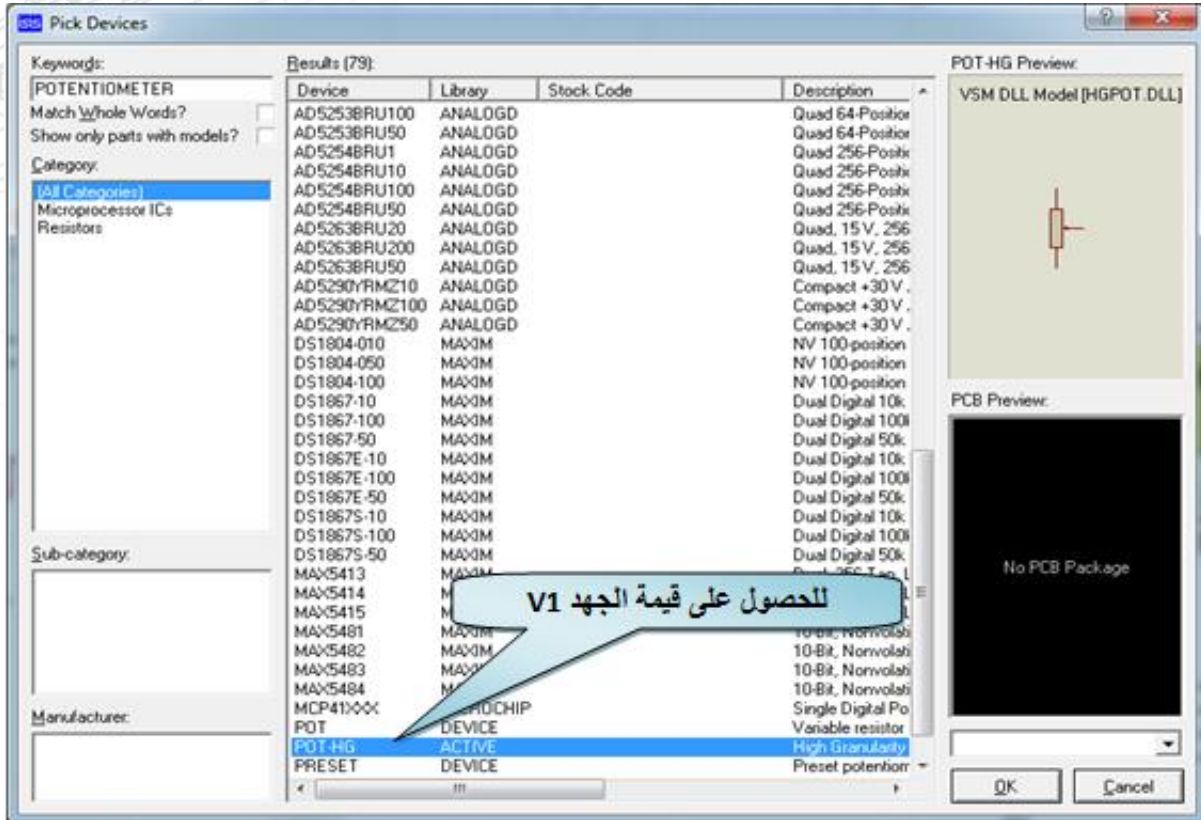 ISIS Pick Devices
Keywords:
POTENTIOMETER
Match Whole Words?
Show only parts with models?
Category:
(All Categories)
Microprocessor ICs
Resistors
Sub-category:
Manufacturer:
Results (79):
Device Library Stock Code Description
AD5253BRU100 ANALOGD Quad 64-Position
AD5253BRU50 ANALOGD Quad 64-Position
AD5254BRU1 ANALOGD Quad 256-Positi
AD5254BRU10 ANALOGD Quad 256-Positi
AD5254BRU100 ANALOGD Quad 256-Positi
AD5254BRU50 ANALOGD Quad 256-Positi
AD5263BRU20 ANALOGD Quad, 15 V, 256
AD5263BRU200 ANALOGD Quad, 15 V, 256
AD5263BRU50 ANALOGD Quad, 15 V, 256
AD5290YRMZ10 ANALOGD Compact +30 V
AD5290YRMZ100 ANALOGD Compact +30 V
AD5290YRMZ50 ANALOGD Compact +30 V
DS1804-010 MAXIM NV 100-position
DS1804-050 MAXIM NV 100-position
DS1804-100 MAXIM NV 100-position
DS1867-10 MAXIM Dual Digital 10k
DS1867-100 MAXIM Dual Digital 100k
DS1867-50 MAXIM Dual Digital 50k
DS1867E-10 MAXIM Dual Digital 10k
DS1867E-100 MAXIM Dual Digital 100k
DS1867E-50 MAXIM Dual Digital 50k
DS1867S-10 MAXIM Dual Digital 10k
DS1867S-100 MAXIM Dual Digital 100k
DS1867S-50 MAXIM Dual Digital 50k
MAX5413
MAX5414
MAX5415
MAX5481 MAXIM 10-Bit, Nonvolati
MAX5482 MAXIM 10-Bit, Nonvolati
MAX5483 10-Bit, Nonvolati
MAX5484 10-Bit, Nonvolati
MCP41XXX Single Digital Po
POT DEVICE Variable resistor
POT-HG ACTIVE High Granularity
PRESET DEVICE Preset potentiom
للحصول على قيمة الجهد V1
POT-HG Preview:
VSM DLL Model [HGPOT.DLL]
PCB Preview:
No PCB Package
OK Cancel